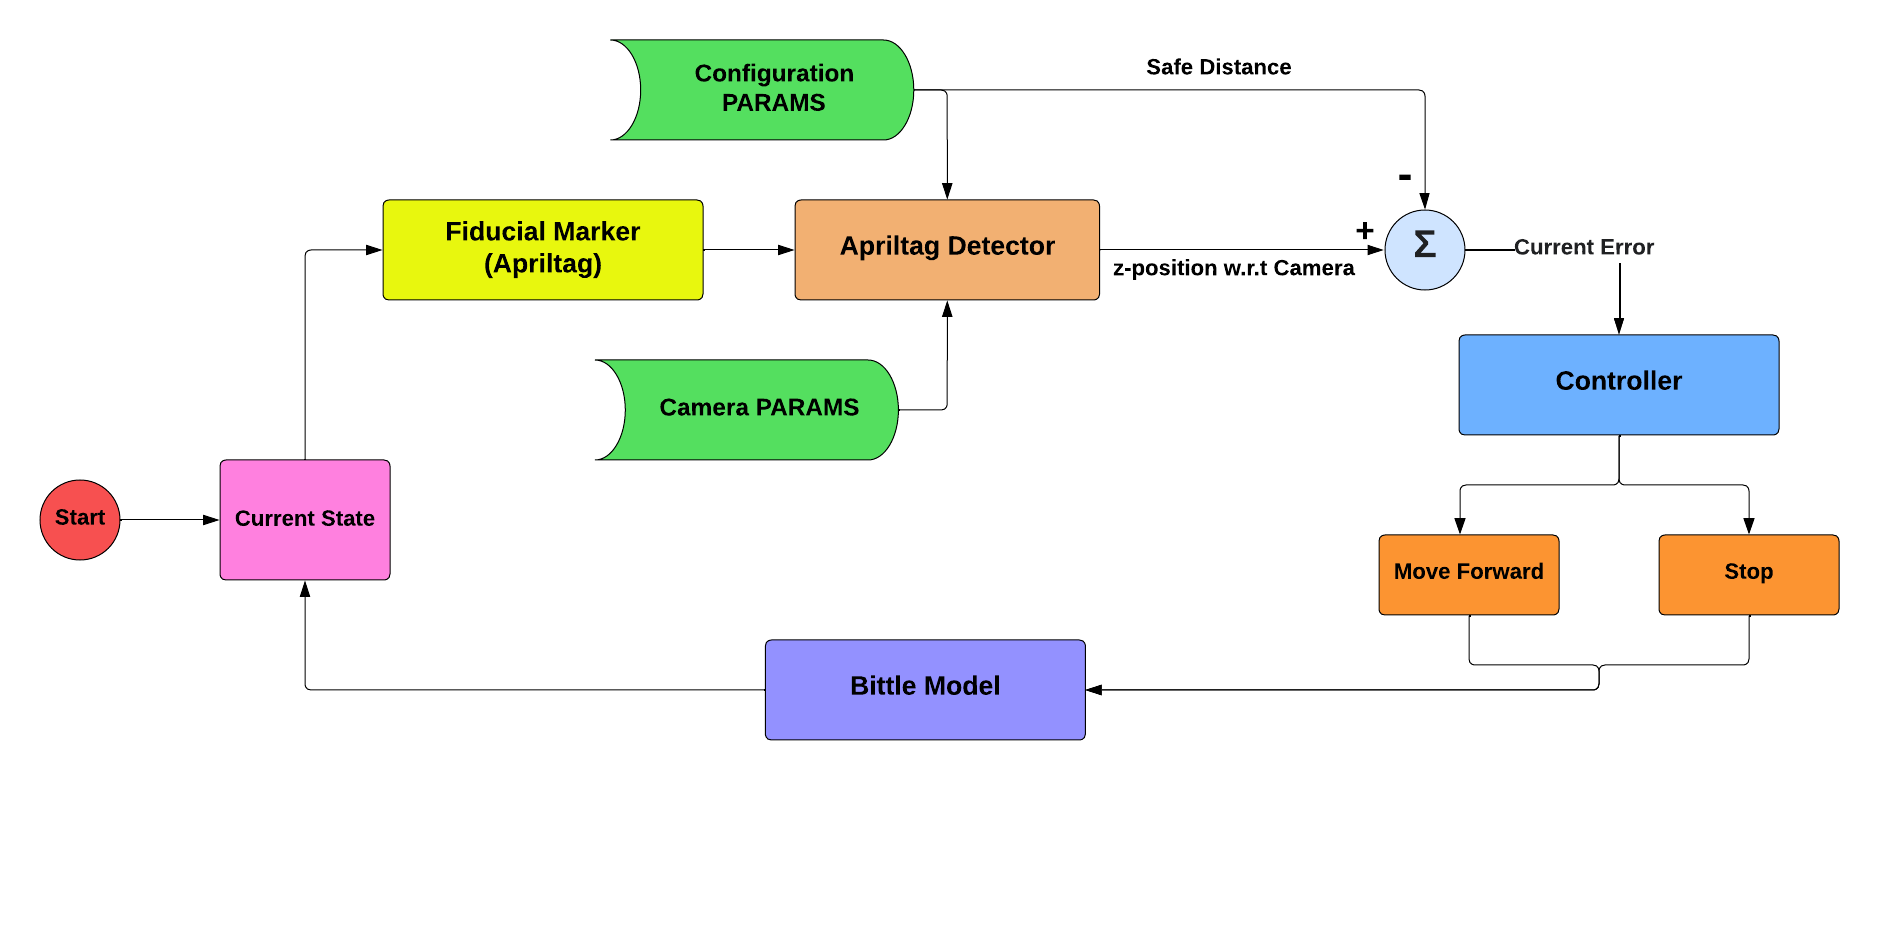 Configuration
PARAMS
Safe Distance
-
Fiducial Marker
(Apriltag)
Apriltag Detector
+
Σ
Current Error
z-position w.r.t Camera
Controller
Camera PARAMS
Start
Current State
Move Forward
Stop
Bittle Model